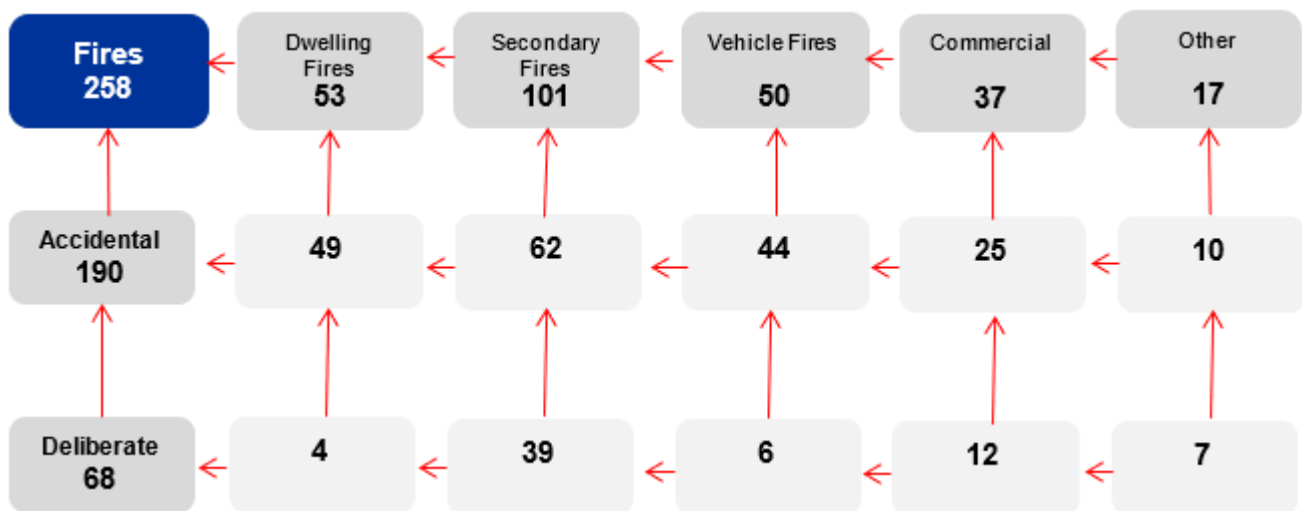 Fires
258
Dwelling
Fires
53
Secondary
Fires
101
Vehicle Fires
50
Commercial
37
Other
17
Accidental
190
49
62
44
25
10
Deliberate
68
4
39
6
12
7